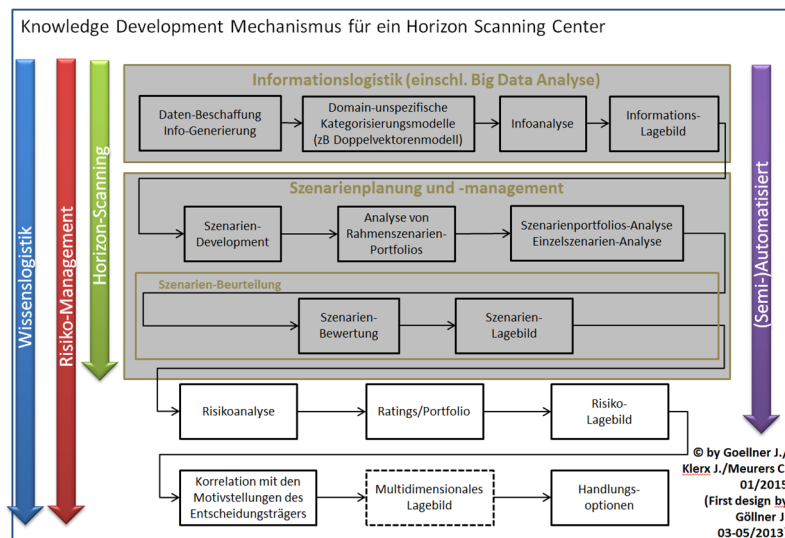 Knowledge Development Mechanismus für ein Horizon Scanning Center
Wissenslogistik
Risiko-Management
Horizon-Scanning
Informationslogistik (einschl. Big Data Analyse)
Daten-Beschaffung
Info-Generierung
Domain-unspezifische
Kategorisierungsmodelle
(zB Doppelvektorenmodell)
Infoanalyse
Informations-
Lagebild
Szenarienplanung und -management
Szenarien-
Development
Analyse von
Rahmenszenarien-
Portfolios
Szenarienportfolios-Analyse
Einzelszenarien-Analyse
Szenarien-Beurteilung
Szenarien-
Bewertung
Szenarien-
Lagebild
(Semi-)Automatisiert
Risikoanalyse
Ratings/Portfolio
Risiko-
Lagebild
Korrelation mit den
Motivstellungen des
Entscheidungsträgers
Multidimensionales
Lagebild
Handlungs-
optionen
© by Goellner J./
Klerx J./Meurers C
01/2015
(First design by
Göllner J
03-05/2013